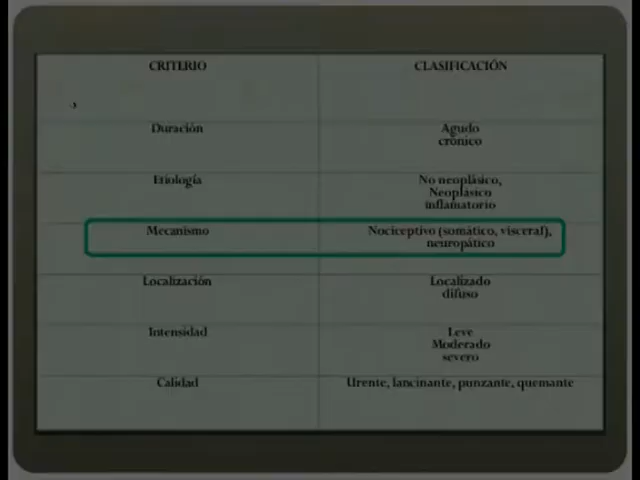 CRITERIO CLASIFICACIÓN
Duración Agudo
crónico
Etiología No neoplásico,
Neoplásico
inflamatorio
Mecanismo Nociceptivo (somático, visceral),
neuropático
Localización Localizado
difuso
Intensidad Leve
Moderado
severo
Calidad Urente, lancinante, punzante, quemante